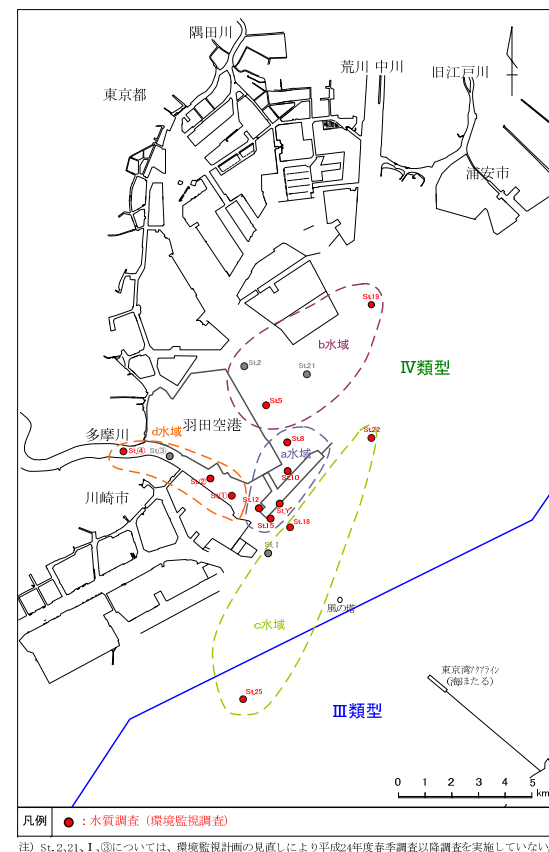 隅田川
荒川 中川
旧江戸川
東京都
浦安市
St.19
b水域
St.2
St.21
Ⅳ類型
St.5
羽田空港
多摩川
d水域
St.22
St.8
St.④
St.③
a水域
St.10
St.②
川崎市
St.①
St.12
St.Y
St.15
St.18
St.Ⅰ
風の塔
c水域
東京湾アクアライン
(海ほたる)
St.25
Ⅲ類型
0 1 2 3 4 5
km
凡例
：水質調査（環境監視調査）
注）St.2,21、Ⅰ,③については、環境監視計画の見直しにより平成24年度春季調査以降調査を実施していない